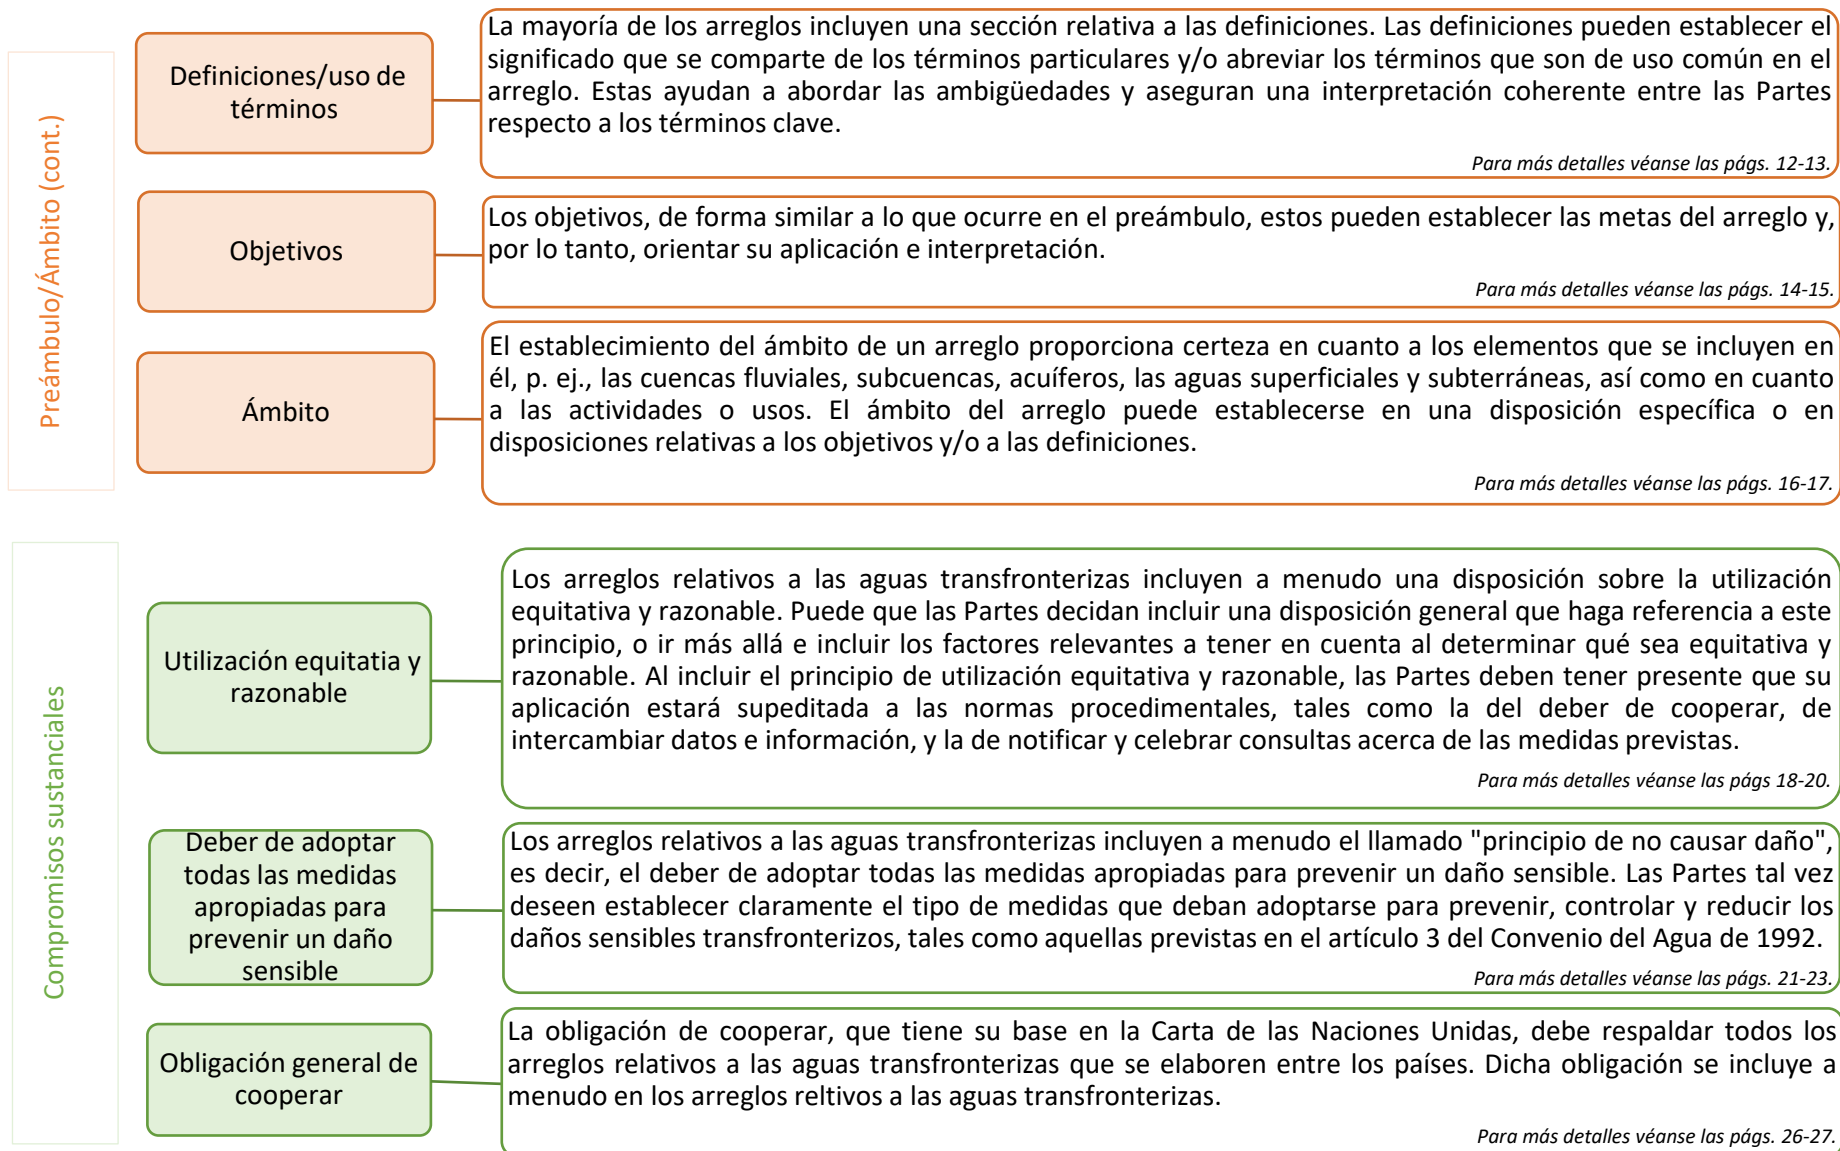 Preámbulo/Ámbito (cont.)
Definiciones/uso de
términos
La mayoría de los arreglos incluyen una sección relativa a las definiciones. Las definiciones pueden establecer el
significado que se comparte de los términos particulares y/o abreviar los términos que son de uso común en el
arreglo. Estas ayudan a abordar las ambigüedades y aseguran una interpretación coherente entre las Partes
respecto a los términos clave.
Para más detalles véanse las págs. 12-13.
Objetivos
Los objetivos, de forma similar a lo que ocurre en el preámbulo, estos pueden establecer las metas del arreglo y,
por lo tanto, orientar su aplicación e interpretación.
Para más detalles véanse las págs. 14-15.
Ámbito
El establecimiento del ámbito de un arreglo proporciona certeza en cuanto a los elementos que se incluyen en
él, p. ej., las cuencas fluviales, subcuencas, acuíferos, las aguas superficiales y subterráneas, así como en cuanto
a las actividades o usos. El ámbito del arreglo puede establecerse en una disposición específica o en
disposiciones relativas a los objetivos y/o a las definiciones.
Para más detalles véanse las págs. 16-17.
Compromisos sustanciales
Utilización equitatia y
razonable
Los arreglos relativos a las aguas transfronterizas incluyen a menudo una disposición sobre la utilización
equitativa y razonable. Puede que las Partes decidan incluir una disposición general que haga referencia a este
principio, o ir más allá e incluir los factores relevantes a tener en cuenta al determinar qué sea equitativa y
razonable. Al incluir el principio de utilización equitativa y razonable, las Partes deben tener presente que su
aplicación estará supeditada a las normas procedimentales, tales como la del deber de cooperar, de
intercambiar datos e información, y la de notificar y celebrar consultas acerca de las medidas previstas.
Para más detalles véanse las págs 18-20.
Deber de adoptar
todas las medidas
apropiadas para
prevenir un daño
sensible
Los arreglos relativos a las aguas transfronterizas incluyen a menudo el llamado "principio de no causar daño",
es decir, el deber de adoptar todas las medidas apropiadas para prevenir un daño sensible. Las Partes tal vez
deseen establecer claramente el tipo de medidas que deban adoptarse para prevenir, controlar y reducir los
daños sensibles transfronterizos, tales como aquellas previstas en el artículo 3 del Convenio del Agua de 1992.
Para más detalles véanse las págs. 21-23.
Obligación general de
cooperar
La obligación de cooperar, que tiene su base en la Carta de las Naciones Unidas, debe respaldar todos los
arreglos relativos a las aguas transfronterizas que se elaboren entre los países. Dicha obligación se incluye a
menudo en los arreglos reltivos a las aguas transfronterizas.
Para más detalles véanse las págs. 26-27.